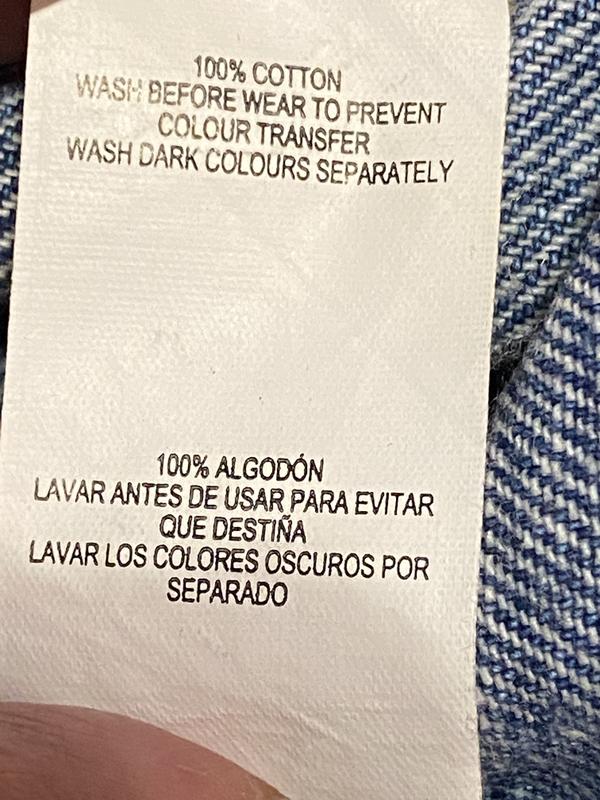 100% COTTON
WASH BEFORE WEAR TO PREVENT
COLOUR TRANSFER
WASH DARK COLOURS SEPARATELY
100% ALGODÓN
LAVAR ANTES DE USAR PARA EVITAR
QUE DESTIÑA
LAVAR LOS COLORES OSCUROS POR
SEPARADO